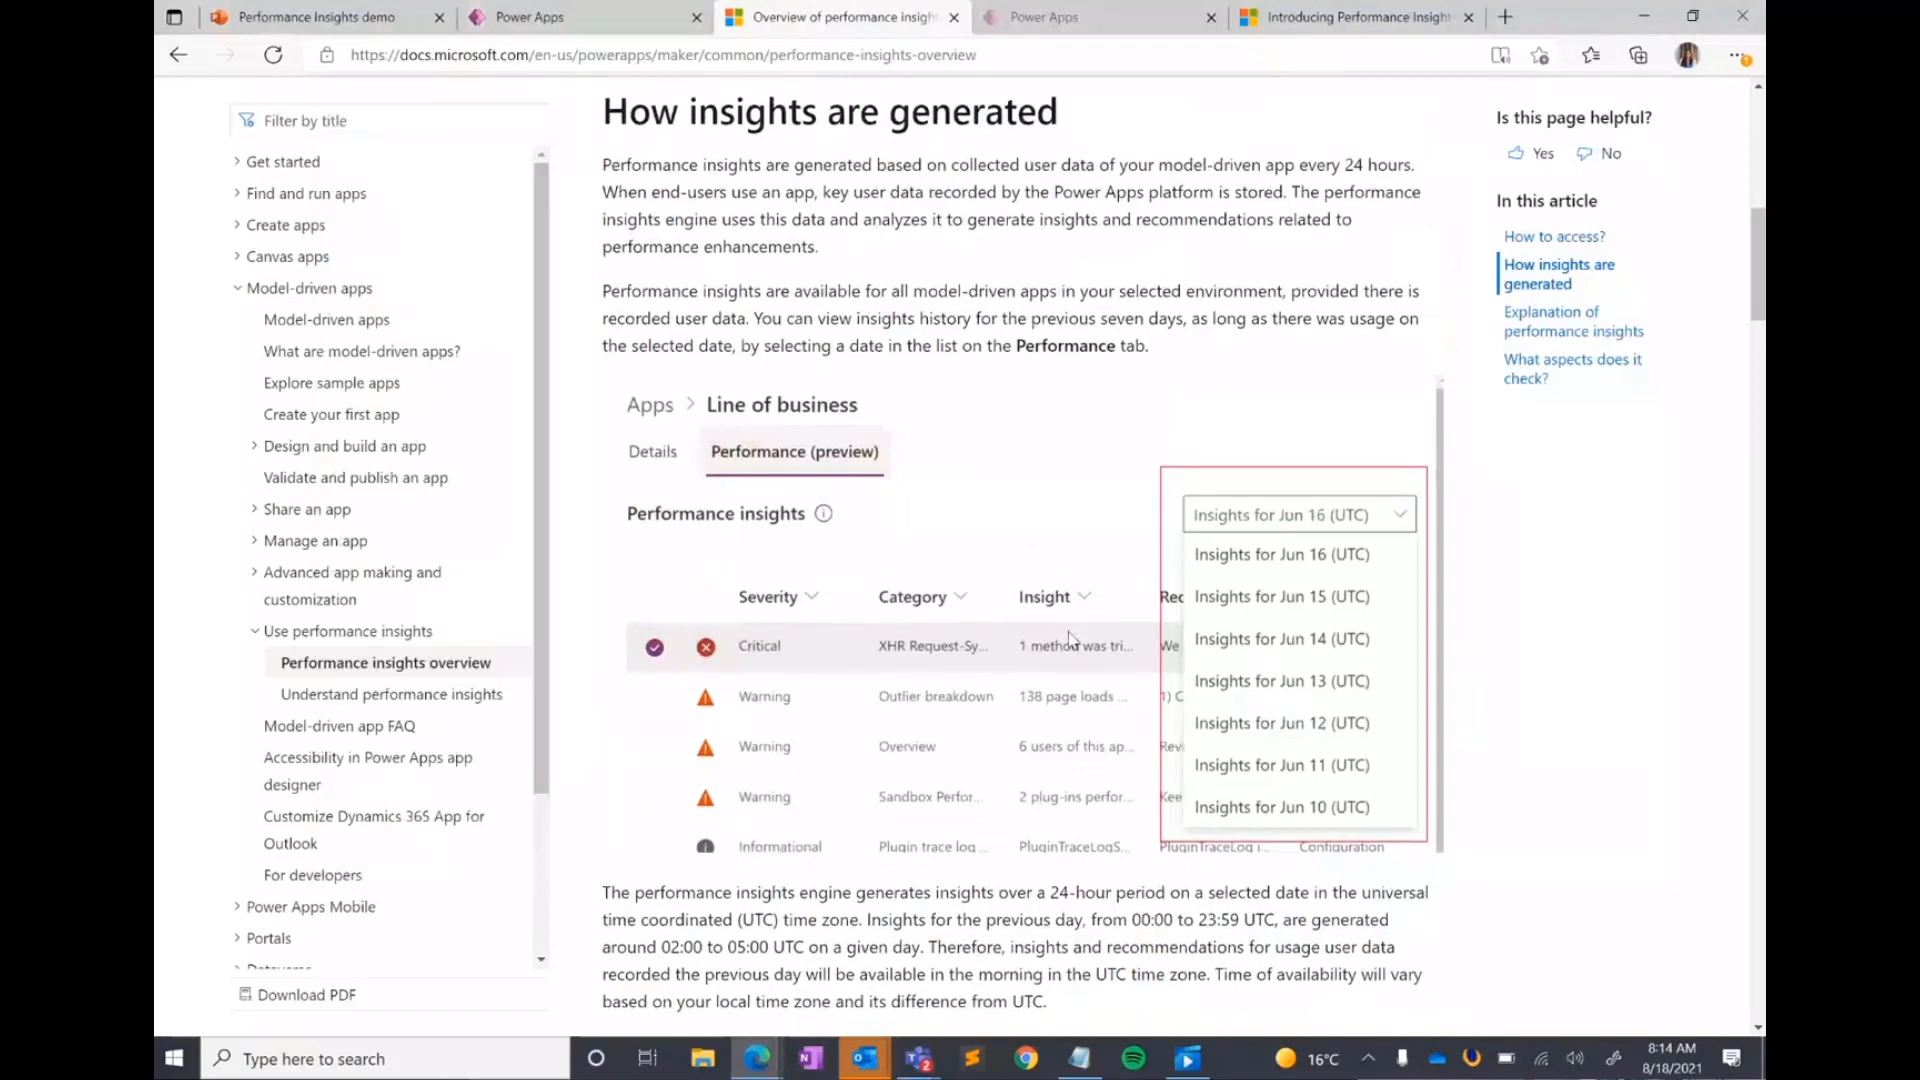 Performance Insights demo
Power Apps
Overview of performance insigh
Power Apps
Introducing Performance Insight
https://docs.microsoft.com/en-us/powerapps/maker/common/performance-insights-overview
Filter by title
Get started
Find and run apps
Create apps
Canvas apps
Model-driven apps
Model-driven apps
What are model-driven apps?
Explore sample apps
Create your first app
Design and build an app
Validate and publish an app
Share an app
Manage an app
Advanced app making and
customization
Use performance insights
Performance insights overview
Understand performance insights
Model-driven app FAQ
Accessibility in Power Apps app
designer
Customize Dynamics 365 App for
Outlook
For developers
Power Apps Mobile
Portals
Download PDF
How insights are generated
Performance insights are generated based on collected user data of your model-driven app every 24 hours.
When end-users use an app, key user data recorded by the Power Apps platform is stored. The performance
insights engine uses this data and analyzes it to generate insights and recommendations related to
performance enhancements.
Performance insights are available for all model-driven apps in your selected environment, provided there is
recorded user data. You can view insights history for the previous seven days, as long as there was usage on
the selected date, by selecting a date in the list on the Performance tab.
Apps > Line of business
Details Performance (preview)
Performance insights
Insights for Jun 16 (UTC)
Insights for Jun 16 (UTC)
Insights for Jun 15 (UTC)
Insights for Jun 14 (UTC)
Insights for Jun 13 (UTC)
Insights for Jun 12 (UTC)
Insights for Jun 11 (UTC)
Insights for Jun 10 (UTC)
Severity Category Insight Rec
Critical XHR Request-Sy... 1 method was tri... We
Warning Outlier breakdown 138 page loads ... 1) C
Warning Overview 6 users of this ap... Revi
Warning Sandbox Perfor... 2 plug-ins perfor... Kee
Informational Plugin trace log ... PluginTraceLogS... PluginTraceLog i... Configuration
The performance insights engine generates insights over a 24-hour period on a selected date in the universal
time coordinated (UTC) time zone. Insights for the previous day, from 00:00 to 23:59 UTC, are generated
around 02:00 to 05:00 UTC on a given day. Therefore, insights and recommendations for usage user data
recorded the previous day will be available in the morning in the UTC time zone. Time of availability will vary
based on your local time zone and its difference from UTC.
Is this page helpful?
Yes No
In this article
How to access?
How insights are
generated
Explanation of
performance insights
What aspects does it
check?
Type here to search
16°C
8:14 AM
8/18/2021